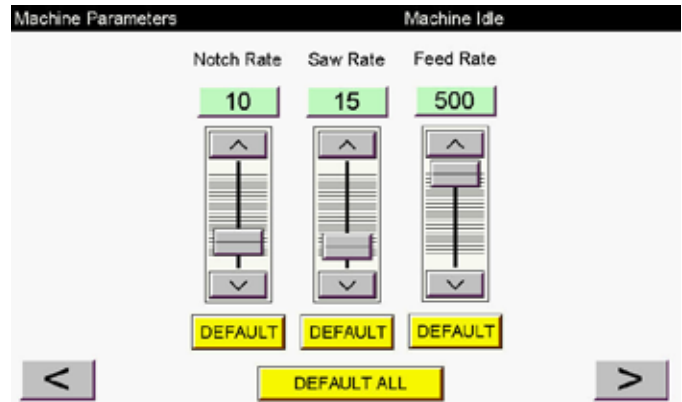 Machine Parameters Machine Idle
Notch Rate Saw Rate Feed Rate
10 15 500
DEFAULT DEFAULT DEFAULT
< DEFAULT ALL >